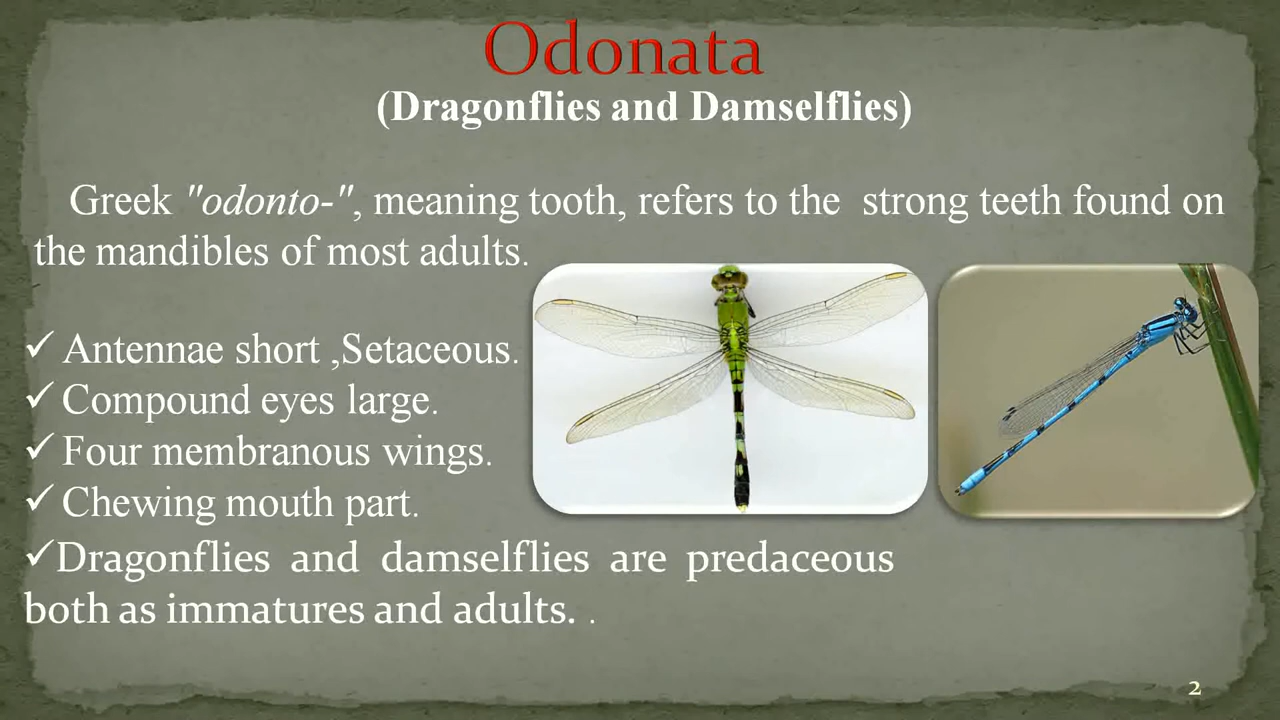 Odonata
(Dragonflies and Damselflies)
Greek "odonto-", meaning tooth, refers to the strong teeth found on
the mandibles of most adults.
✓ Antennae short ,Setaceous.
✓ Compound eyes large.
✓ Four membranous wings.
✓ Chewing mouth part.
✓Dragonflies and damselflies are predaceous
both as immatures and adults. .
2